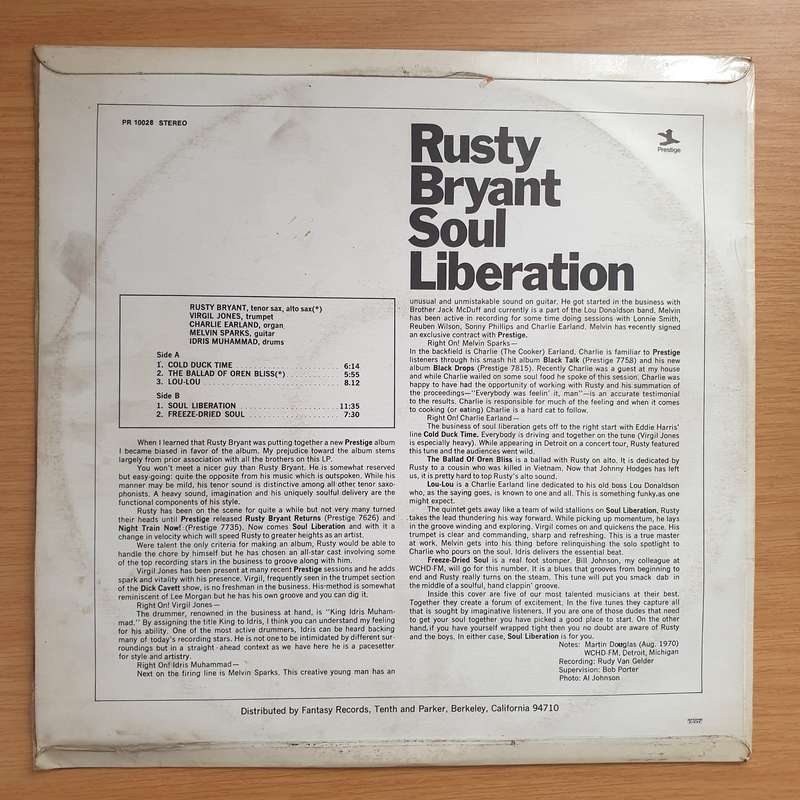 PR 10028 STEREO
Rusty
Bryant
Soul
Liberation
Prestige
RUSTY BRYANT, tenor sax, alto sax(*)
VIRGIL JONES, trumpet
CHARLIE EARLAND, organ
MELVIN SPARKS, guitar
IDRIS MUHAMMAD, drums
Side A
1. COLD DUCK TIME 6:14
2. THE BALLAD OF OREN BLISS(*) 5:55
3. LOU-LOU 8.12
Side B
1. SOUL LIBERATION 11:35
2. FREEZE-DRIED SOUL 7:30
When I learned that Rusty Bryant was putting together a new Prestige album
I became biased in favor of the album. My prejudice toward the album stems
largely from prior association with all the brothers on this LP.
You won't meet a nicer guy than Rusty Bryant. He is somewhat reserved
but easy-going: quite the opposite from his music which is outspoken. While his
manner may be mild, his tenor sound is distinctive among all other tenor saxo-
phonists. A heavy sound, imagination and his uniquely soulful delivery are the
functional components of his style.
Rusty has been on the scene for quite a while but not very many turned
their heads until Prestige released Rusty Bryant Returns (Prestige 7626) and
Night Train Now! (Prestige 7735). Now comes Soul Liberation and with it a
change in velocity which will speed Rusty to greater heights as an artist.
Were talent the only criteria for making an album, Rusty would be able to
handle the chore by himself but he has chosen an all-star cast involving some
of the top recording stars in the business to groove along with him.
Virgil Jones has been present at many recent Prestige sessions and he adds
spark and vitality with his presence. Virgil, frequently seen in the trumpet section
of the Dick Cavett show, is no freshman in the business. His method is somewhat
reminiscent of Lee Morgan but he has his own groove and you can dig it.
Right On! Virgil Jones—
The drummer, renowned in the business at hand, is "King Idris Muham-
mad." By assigning the title King to Idris, I think you can understand my feeling
for his ability. One of the most active drummers, Idris can be heard backing
many of today's recording stars. He is not one to be intimidated by different sur-
roundings but in a straight-ahead context as we have here he is a pacesetter
for style and artistry.
Right On! Idris Muhammad—
Next on the firing line is Melvin Sparks. This creative young man has an
unusual and unmistakable sound on guitar. He got started in the business with
Brother Jack McDuff and currently is a part of the Lou Donaldson band. Melvin
has been active in recording for some time doing sessions with Lonnie Smith,
Reuben Wilson, Sonny Phillips and Charlie Earland. Melvin has recently signed
an exclusive contract with Prestige.
Right On! Melvin Sparks—
In the backfield is Charlie (The Cooker) Earland. Charlie is familiar to Prestige
listeners through his smash hit album Black Talk (Prestige 7758) and his new
album Black Drops (Prestige 7815). Recently Charlie was a guest at my house
and while Charlie wailed on some soul food he spoke of this session. Charlie was
happy to have had the opportunity of working with Rusty and his summation of
the proceedings—"Everybody was feelin' it, man"—is an accurate testimonial
to the results. Charlie is responsible for much of the feeling and when it comes
to cooking (or eating) Charlie is a hard cat to follow.
Right On! Charlie Earland—
The business of soul liberation gets off to the right start with Eddie Harris'
line Cold Duck Time. Everybody is driving and together on the tune (Virgil Jones
is especially heavy). While appearing in Detroit on a concert tour, Rusty featured
this tune and the audiences went wild.
The Ballad Of Oren Bliss is a ballad with Rusty on alto. It is dedicated by
Rusty to a cousin who was killed in Vietnam. Now that Johnny Hodges has left
us, it is pretty hard to top Rusty's alto sound.
Lou-Lou is a Charlie Earland line dedicated to his old boss Lou Donaldson
who, as the saying goes, is known to one and all. This is something funky,as one
might expect.
The quintet gets away like a team of wild stallions on Soul Liberation. Rusty
takes the lead thundering his way forward. While picking up momentum, he lays
in the groove winding and exploring. Virgil comes on and quickens the pace. His
trumpet is clear and commanding, sharp and refreshing. This is a true master
at work. Melvin gets into his thing before relinquishing the solo spotlight to
Charlie who pours on the soul. Idris delivers the essential beat.
Freeze-Dried Soul is a real foot stomper. Bill Johnson, my colleague at
WCHD-FM, will go for this number. It is a blues that grooves from beginning to
end and Rusty really turns on the steam. This tune will put you smack dab in
the middle of a soulful, hand clappin' groove.
Inside this cover are five of our most talented musicians at their best.
Together they create a forum of excitement. In the five tunes they capture all
that is sought by imaginative listeners. If you are one of those dudes that need
to get your soul together you have picked a good place to start. On the other
hand,if you have yourself wrapped tight then you no doubt are aware of Rusty
and the boys. In either case, Soul Liberation is for you.
Notes: Martin Douglas (Aug. 1970)
WCHD-FM, Detroit, Michigan
Recording: Rudy Van Gelder
Supervision: Bob Porter
Photo: Al Johnson
Distributed by Fantasy Records, Tenth and Parker, Berkeley, California 94710